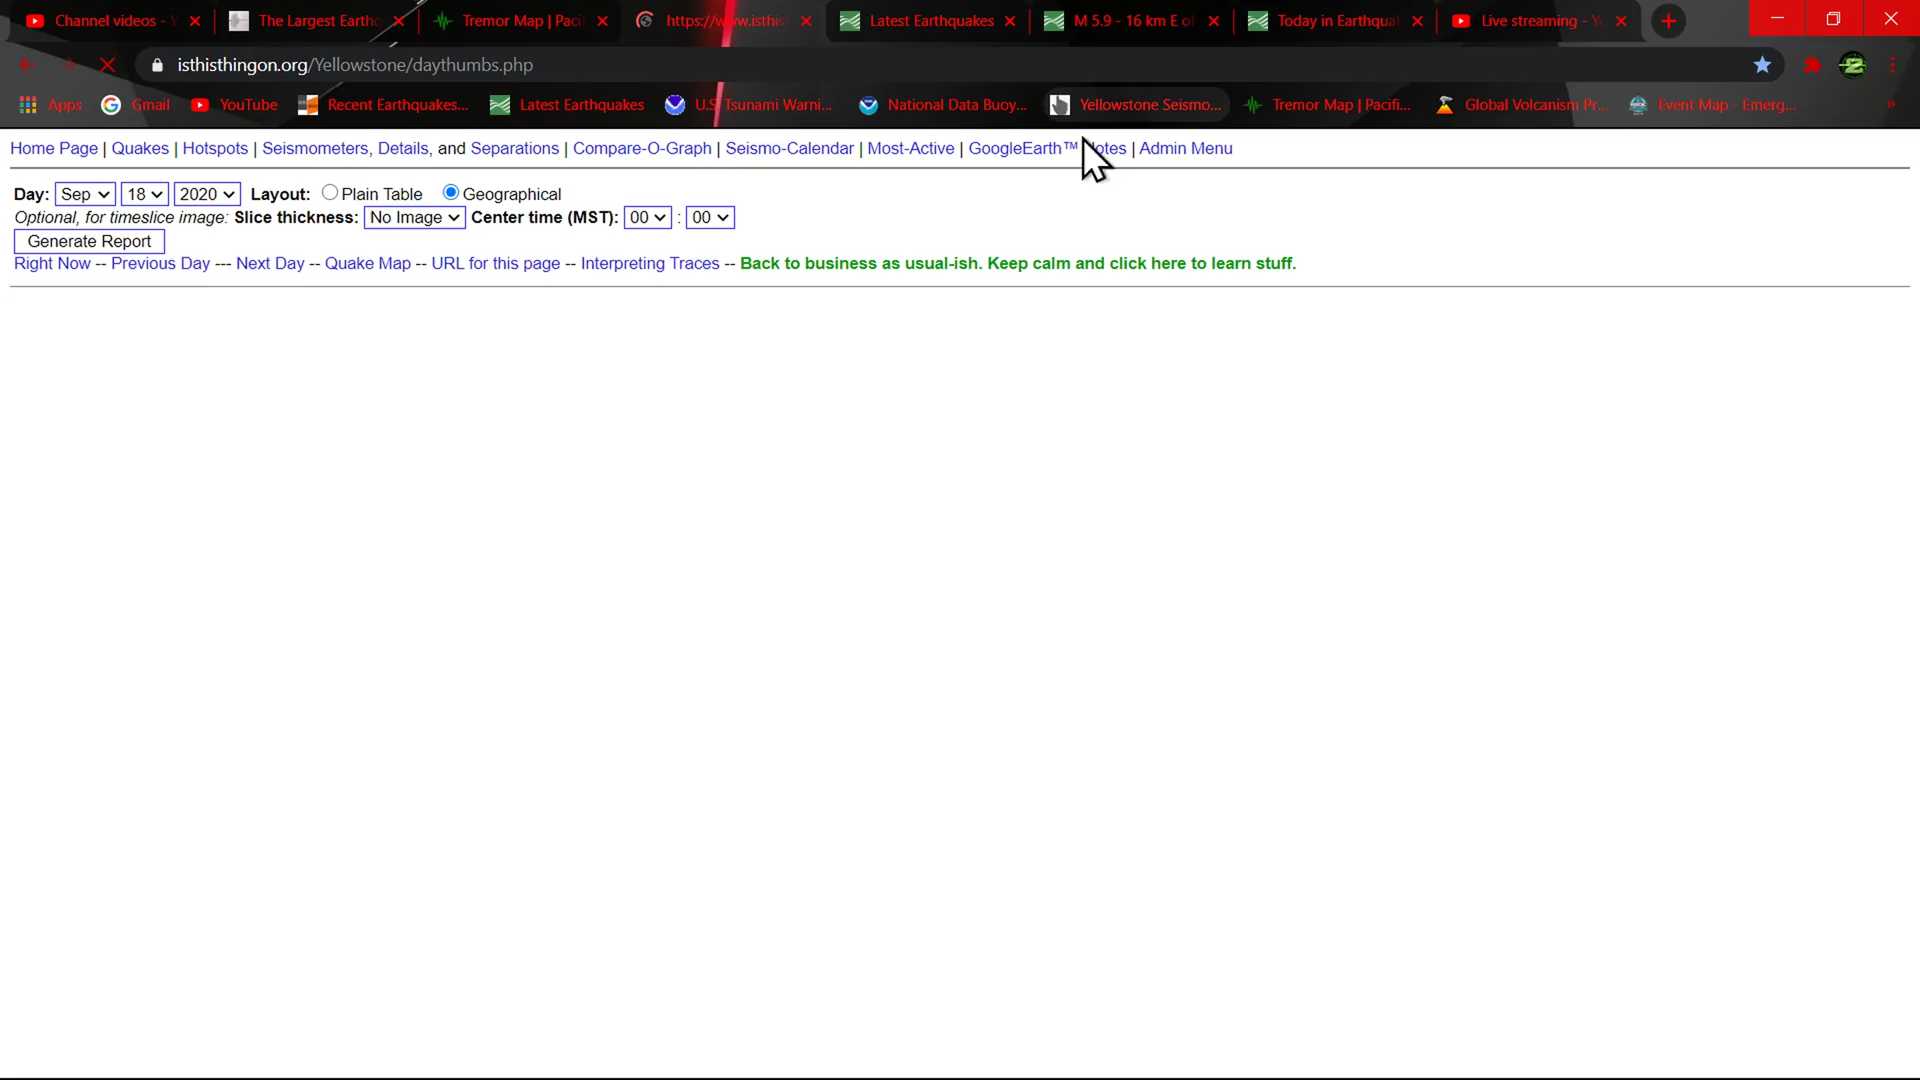 Channel videos - Y
The Largest Earthc
Tremor Map | Paci
Latest Earthquakes
M 5.9 - 16 km E of
Today in Earthqua
Live streaming - Y
isthisthingon.org/Yellowstone/daythumbs.php
Apps Gmail YouTube Recent Earthquakes... Latest Earthquakes U.S. Tsunami Warni... National Data Buoy... Yellowstone Seismo... Tremor Map | Pacifi... Global Volcanism Pr... Event Map - Emerg... »
Home Page | Quakes | Hotspots | Seismometers, Details, and Separations | Compare-O-Graph | Seismo-Calendar | Most-Active | GoogleEarth™ | Admin Menu
Day: Sep 18 2020 Layout: Plain Table Geographical
Optional, for timeslice image: Slice thickness: No Image Center time (MST): 00 : 00
Generate Report
Right Now -- Previous Day --- Next Day -- Quake Map -- URL for this page -- Interpreting Traces -- Back to business as usual-ish. Keep calm and click here to learn stuff.